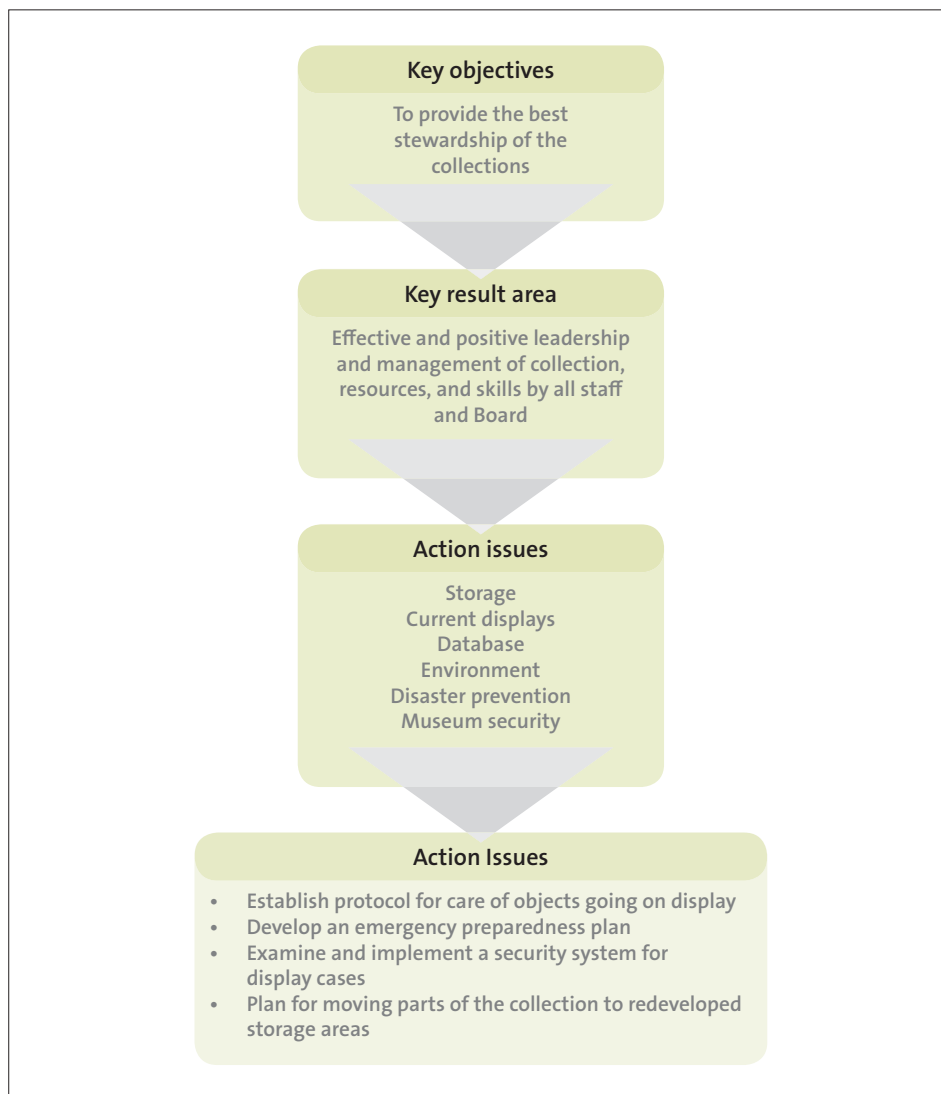 Key objectives
To provide the best
stewardship of the
collections
Key result area
Effective and positive leadership
and management of collection,
resources, and skills by all staff
and Board
Action issues
Storage
Current displays
Database
Environment
Disaster prevention
Museum security
Action Issues
• Establish protocol for care of objects going on display
• Develop an emergency preparedness plan
• Examine and implement a security system for
display cases
• Plan for moving parts of the collection to redeveloped
storage areas